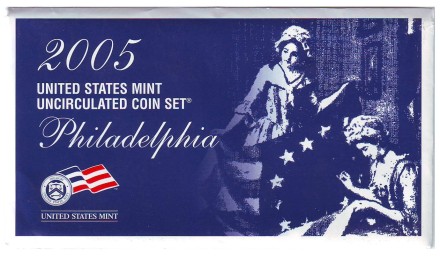 2005
UNITED STATES MINT
UNCIRCULATED COIN SET®
Philadelphia
UNITED STATES MINT